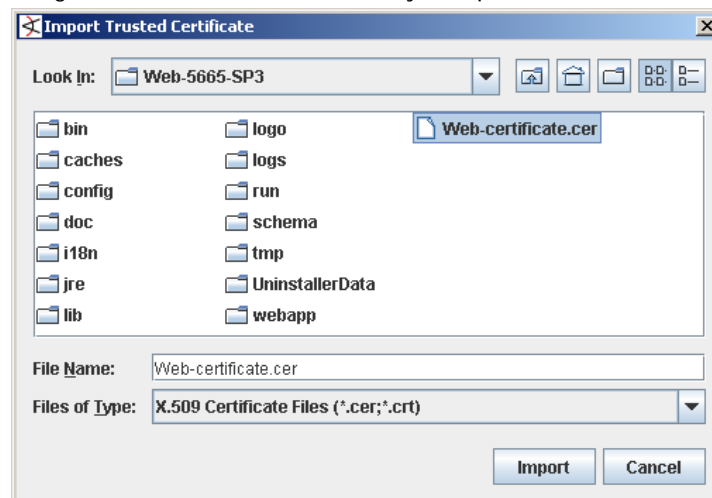 Import Trusted Certificate
Look In: Web-5665-SP3
bin logo Web-certificate.cer
caches logs
config run
doc schema
i18n tmp
jre UninstallerData
lib webapp
File Name: Web-certificate.cer
Files of Type: X.509 Certificate Files (*.cer;*.crt)
Import Cancel